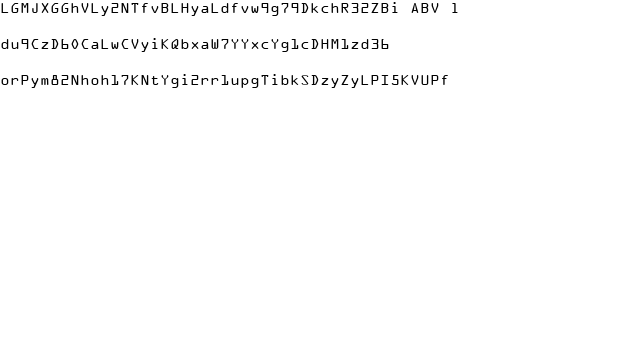 LGMJXGGhVLy2NTfvBLHyaLdfvw9g79DkchR32ZBi ABV 1
du9CzD60CaLwCVyiKQbxaW7YYxcYg1cDHM1zd36
orPym82Nhoh17KNtYgi2rr1upgTibkSDzyZyLPI5KVUPf